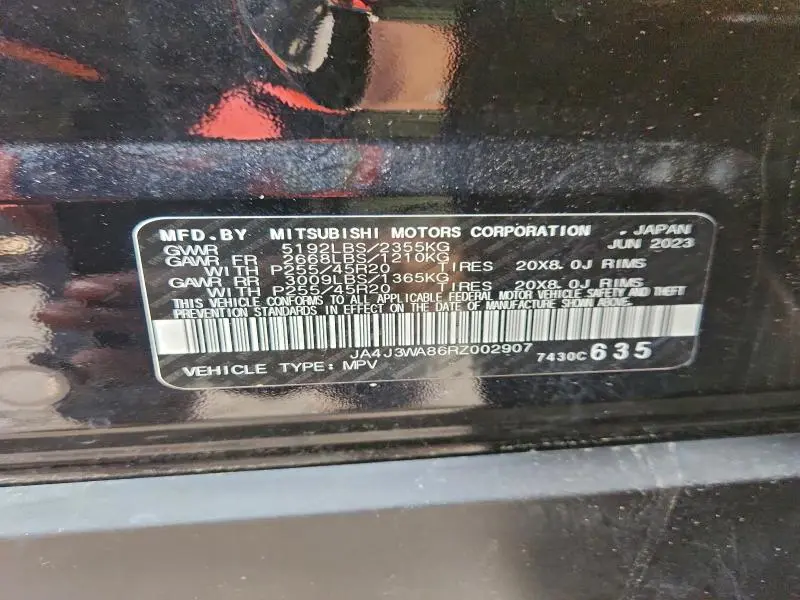 MFD.BY MITSUBISHI MOTORS CORPORATION , JAPAN
GVWR 5192LBS/2355KG JUN 2023
GAWR FR 2668LBS/1210KG
WITH P255/45R20 TIRES 20X8.0J RIMS
GAWR RR 3009LBS/1365KG
WITH P255/45R20 TIRES 20X8.0J RIMS
THIS VEHICLE CONFORMS TO ALL APPLICABLE FEDERAL MOTOR VEHICLE SAFETY AND THEFT
PREVENTION STANDARDS IN EFFECT ON THE DATE OF MANUFACTURE SHOWN ABOVE.
JA4J3WA86RZ002907 7430C 635
VEHICLE TYPE: MPV